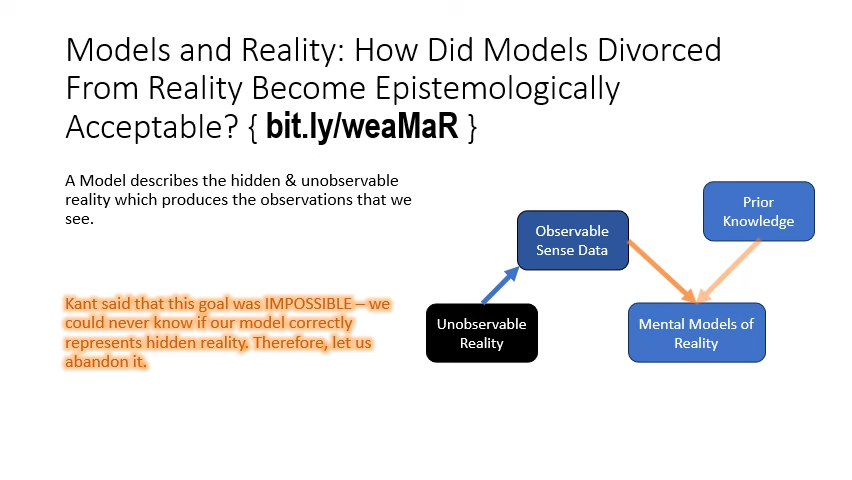 Models and Reality: How Did Models Divorced
From Reality Become Epistemologically
Acceptable? { bit.ly/weaMaR }
A Model describes the hidden & unobservable
reality which produces the observations that we
see.
Kant said that this goal was IMPOSSIBLE – we
could never know if our model correctly
represents hidden reality. Therefore, let us
abandon it.
Prior
Knowledge
Observable
Sense Data
Unobservable
Reality
Mental Models of
Reality